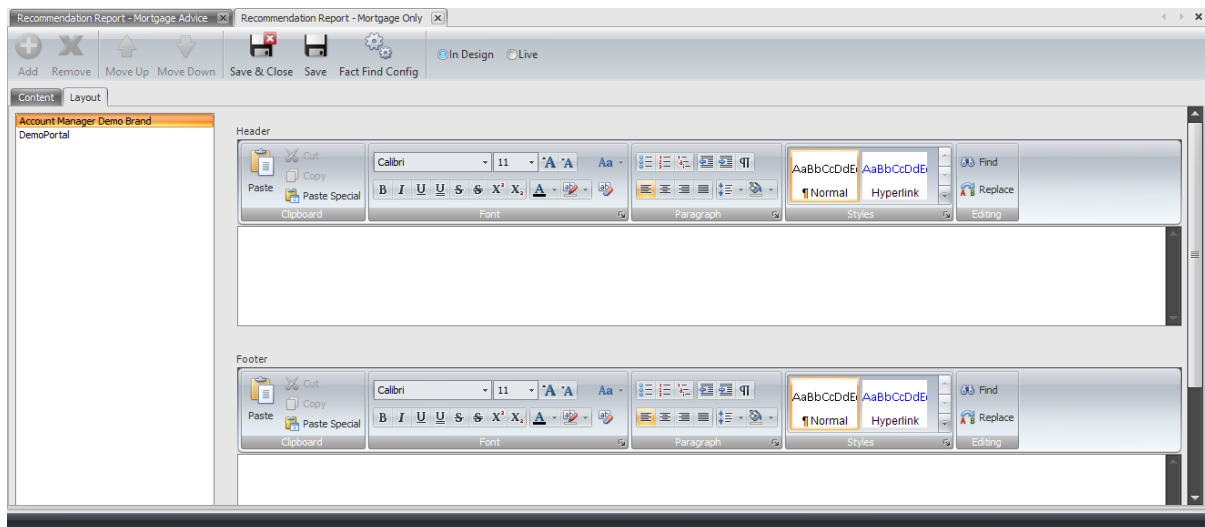 Recommendation Report - Mortgage Advice Recommendation Report - Mortgage Only
Add Remove Move Up Move Down Save & Close Save Fact Find Config In Design Live
Content Layout
Account Manager Demo Brand
DemoPortal
Header
Cut
Copy
Paste Paste Special
Clipboard
Calibri 11 A A Aa
B I U U S S X² X₂ A ab
Font
¶
Paragraph
AaBbCcDdE AaBbCcDdE
¶ Normal Hyperlink
Styles
Find
Replace
Editing
Footer
Cut
Copy
Paste Paste Special
Clipboard
Calibri 11 A A Aa
B I U U S S X² X₂ A ab
Font
¶
Paragraph
AaBbCcDdE AaBbCcDdE
¶ Normal Hyperlink
Styles
Find
Replace
Editing